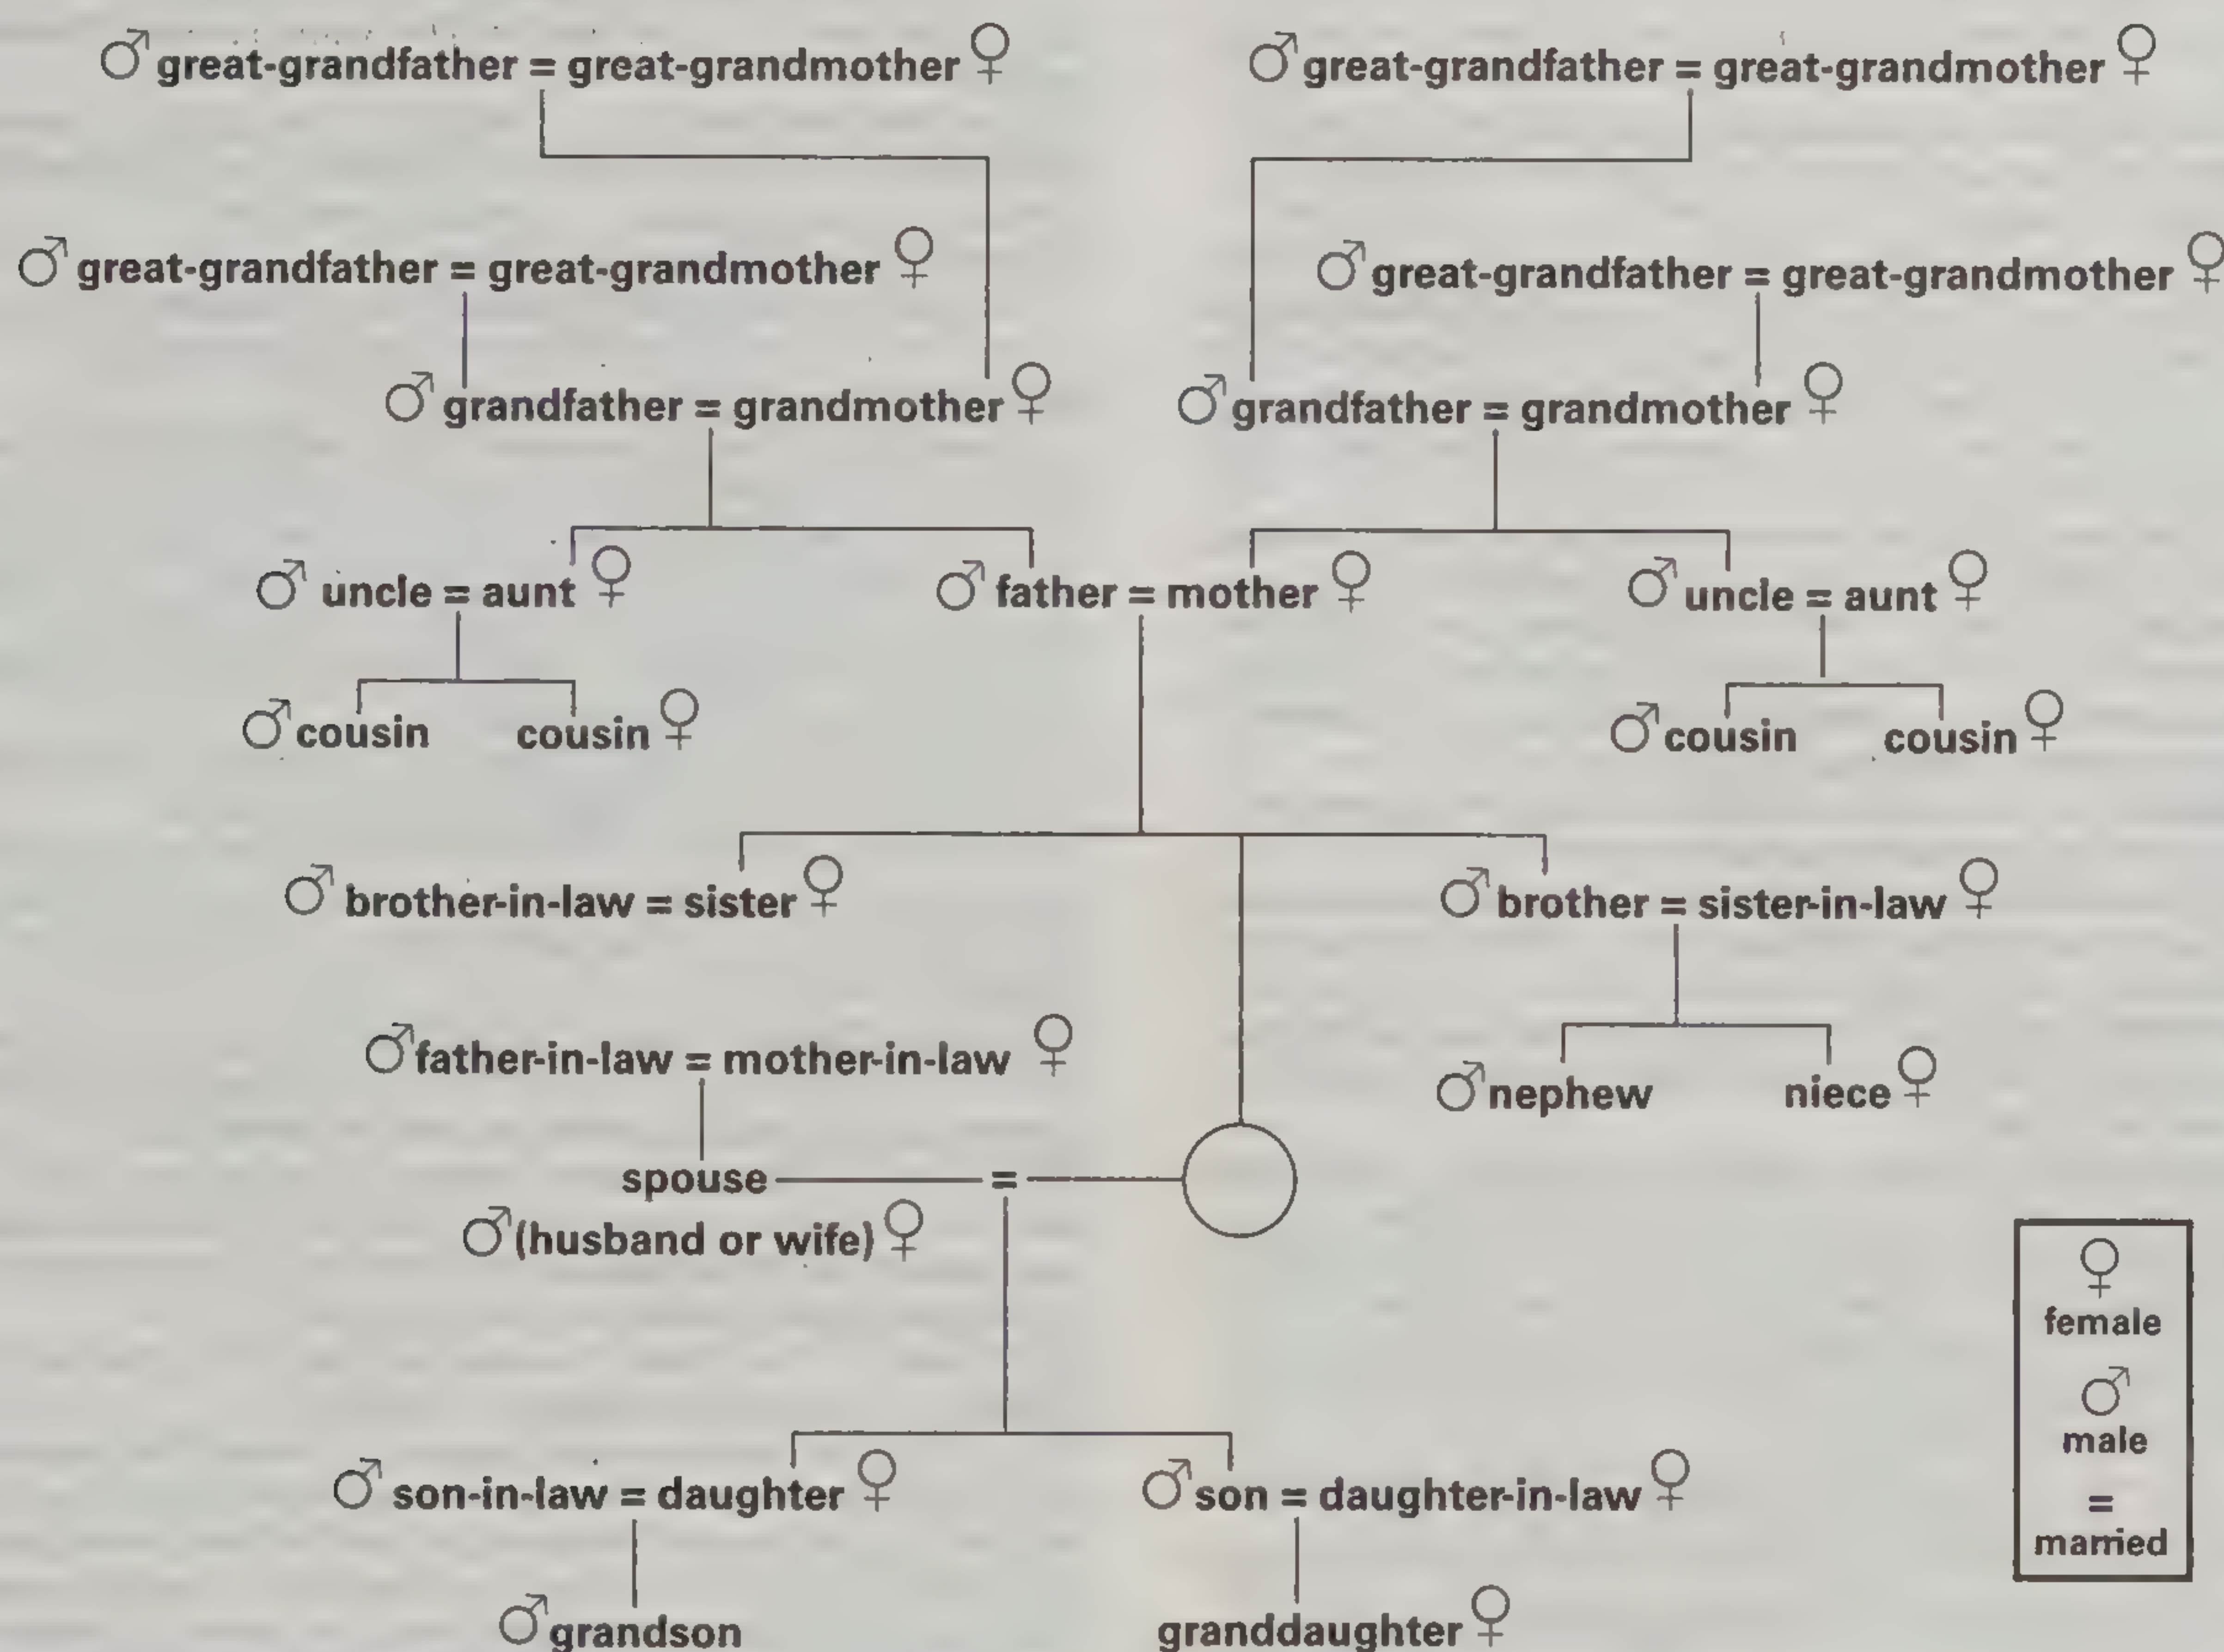 ♂ great-grandfather = great-grandmother ♀
♂ great-grandfather = great-grandmother ♀
♂ great-grandfather = great-grandmother ♀
♂ great-grandfather = great-grandmother ♀
♂ grandfather = grandmother ♀
♂ grandfather = grandmother ♀
♂ uncle = aunt ♀
♂ father = mother ♀
♂ uncle = aunt ♀
♂ cousin
cousin ♀
♂ cousin
cousin ♀
♂ brother-in-law = sister ♀
♂ brother = sister-in-law ♀
♂ father-in-law = mother-in-law ♀
♂ nephew
niece ♀
spouse =
♂ (husband or wife) ♀
♂ son-in-law = daughter ♀
♂ son = daughter-in-law ♀
♂ grandson
granddaughter ♀
♀
female
♂
male
=
married